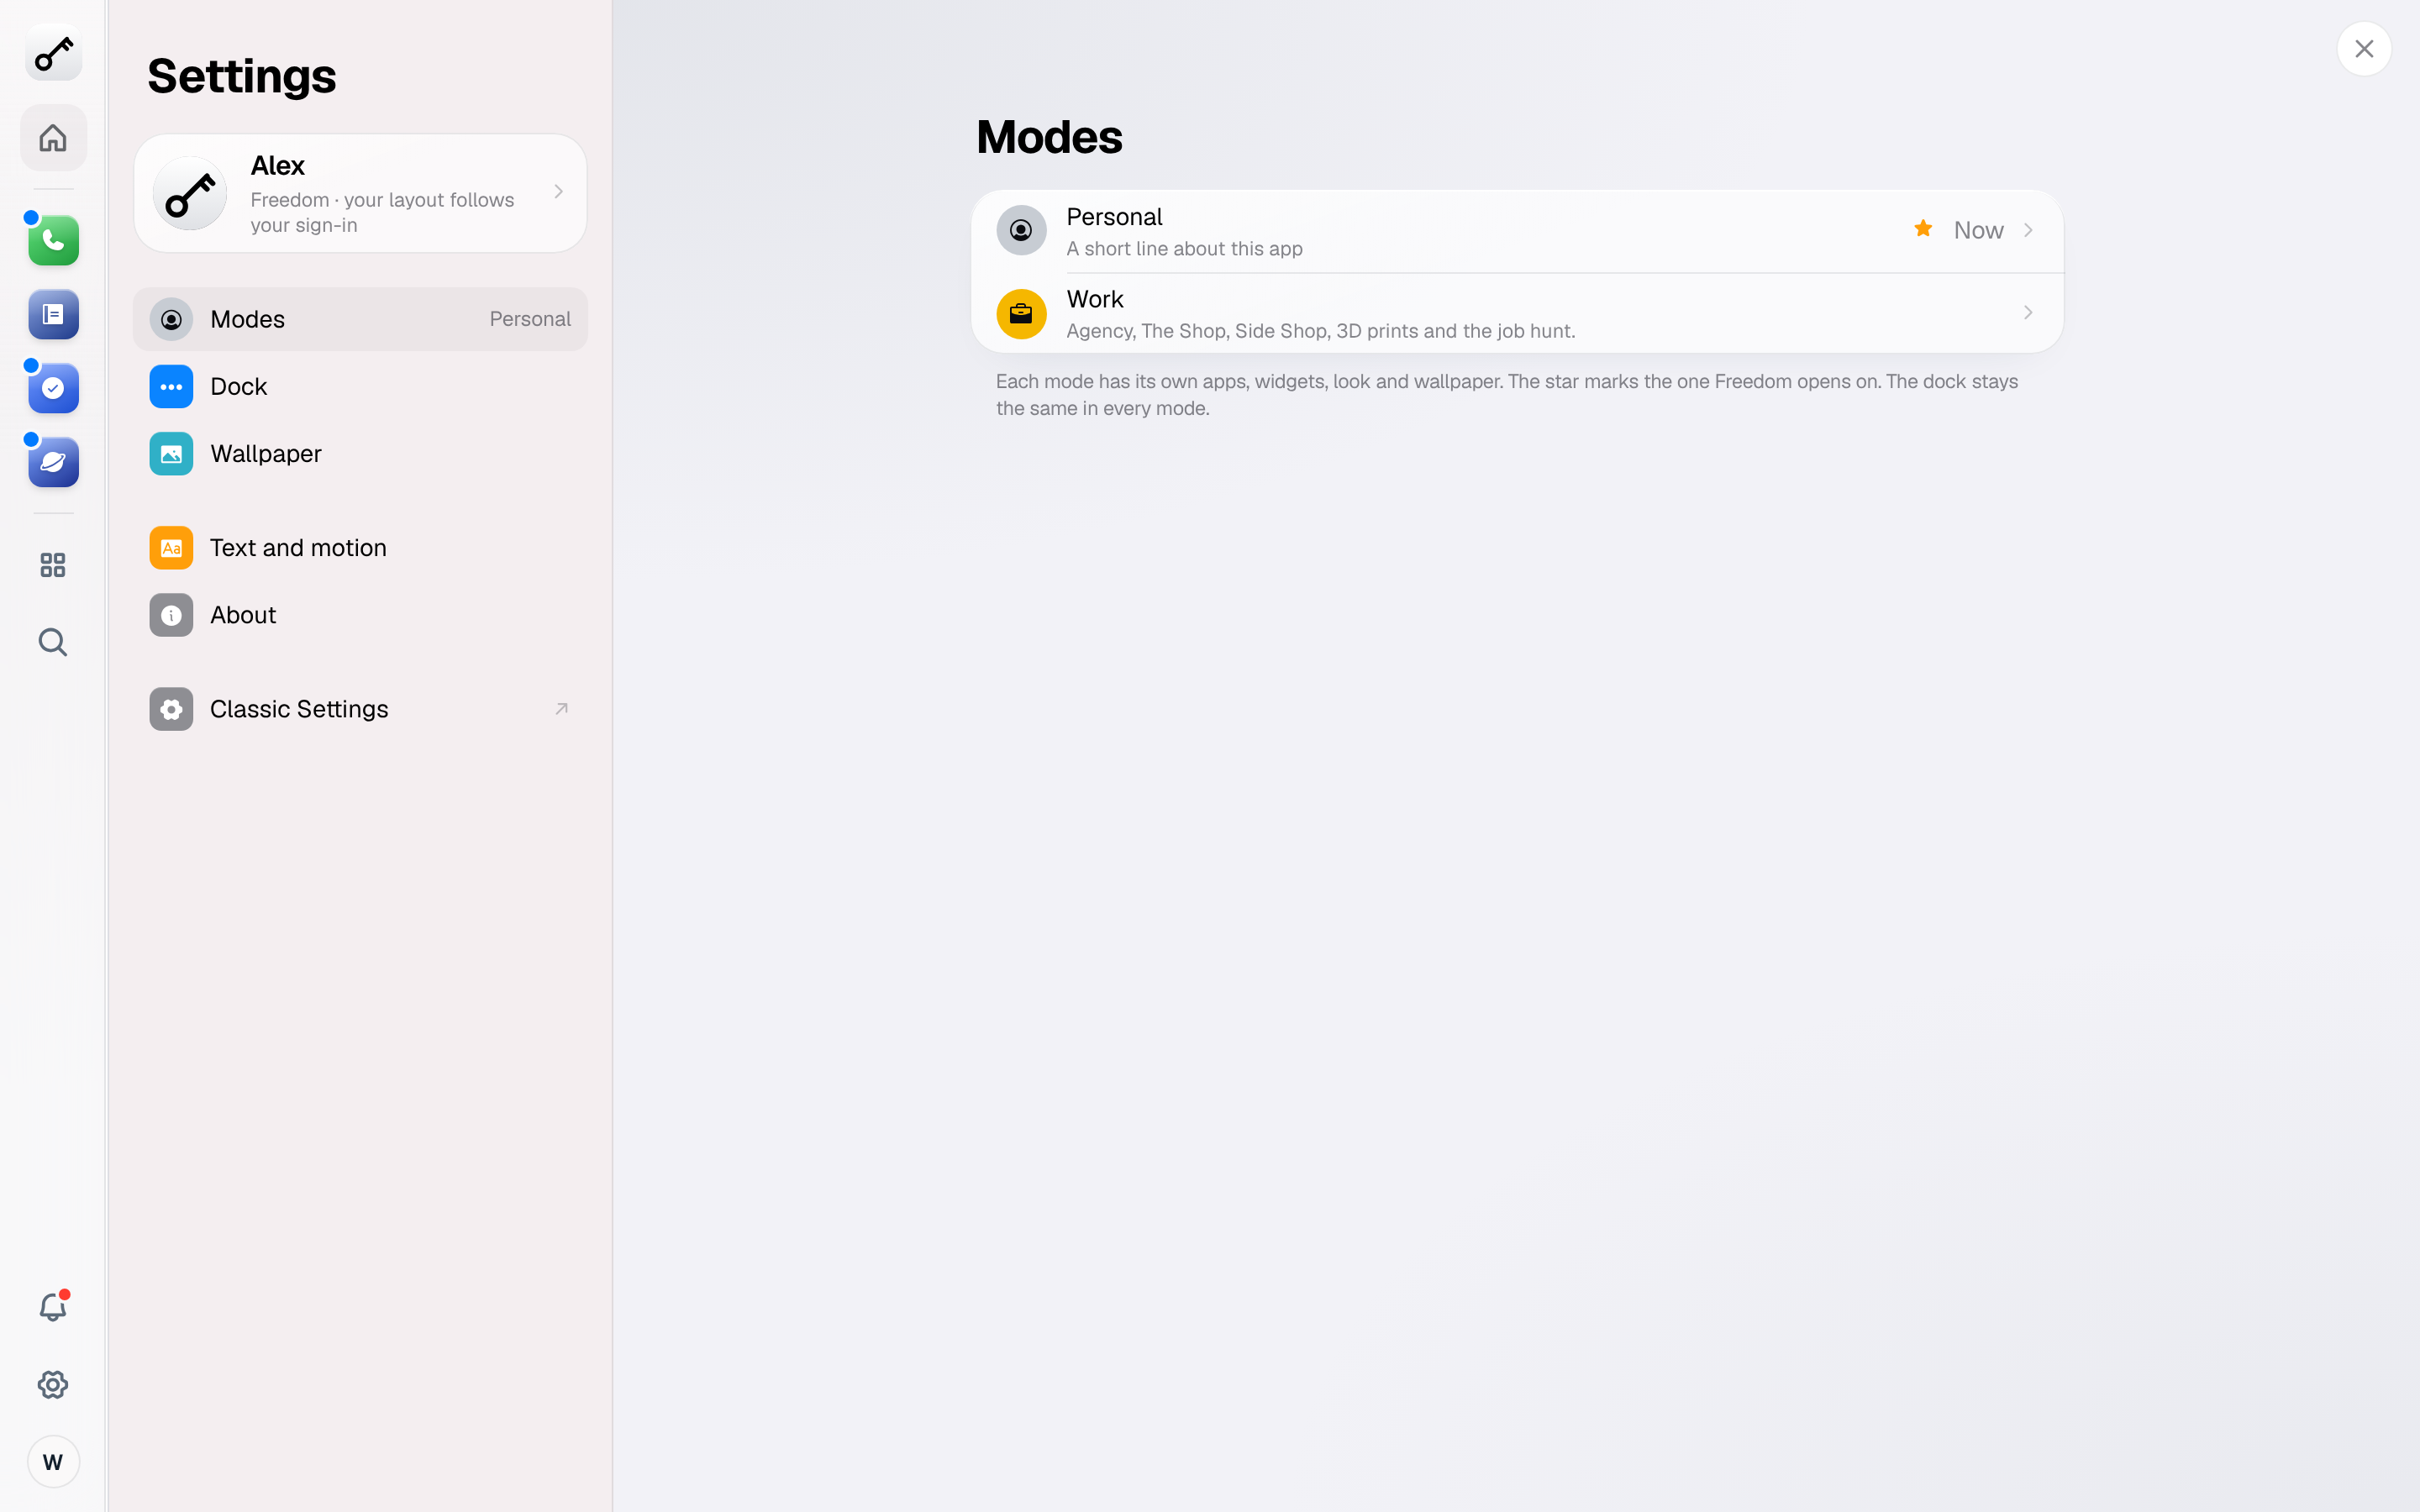 Settings
Alex
Freedom · your layout follows
your sign-in
Modes
Personal
Dock
Wallpaper
Aa
Text and motion
i
About
Classic Settings
W
Modes
Personal
A short line about this app
Now
Work
Agency, The Shop, Side Shop, 3D prints and the job hunt.
Each mode has its own apps, widgets, look and wallpaper. The star marks the one Freedom opens on. The dock stays
the same in every mode.